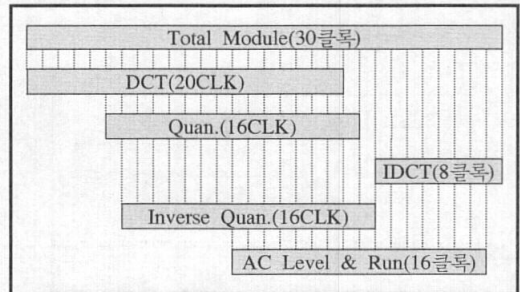 Total Module(30클록)
DCT(20CLK)
Quan.(16CLK)
IDCT(8클록)
Inverse Quan.(16CLK)
AC Level & Run(16클록)